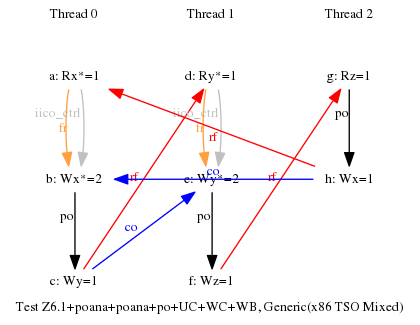 Thread 0 Thread 1 Thread 2
a: Rx*=1 d: Ry*=1 g: Rz=1
iico_ctrl iico_ctrl po
fr fr rf
b: Wx*=2 rf e: Wy*=2 co rf h: Wx=1
po po
co
c: Wy=1 f: Wz=1
Test Z6.1+poana+poana+po+UC+WC+WB, Generic(x86 TSO Mixed)